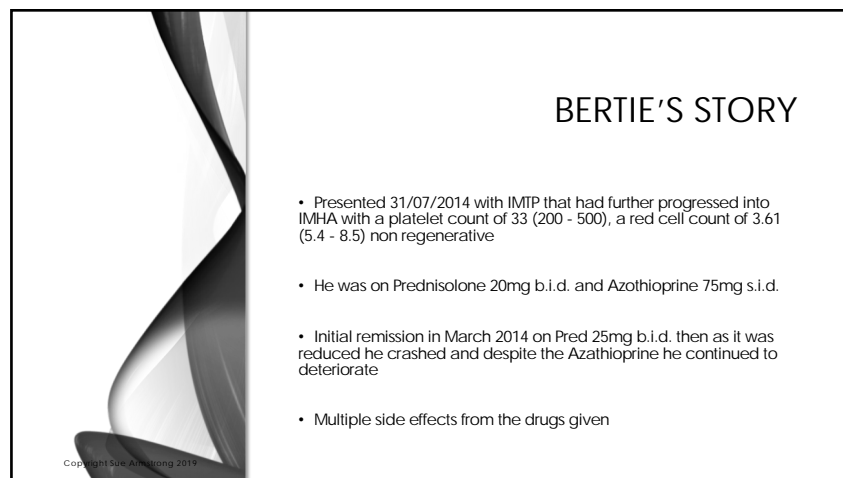 BERTIE'S STORY
• Presented 31/07/2014 with IMTP that had further progressed into
IMHA with a platelet count of 33 (200 - 500), a red cell count of 3.61
(5.4 - 8.5) non regenerative
• He was on Prednisolone 20mg b.i.d. and Azothioprine 75mg s.i.d.
• Initial remission in March 2014 on Pred 25mg b.i.d. then as it was
reduced he crashed and despite the Azathioprine he continued to
deteriorate
• Multiple side effects from the drugs given
Copyright Sue Armstrong 2019